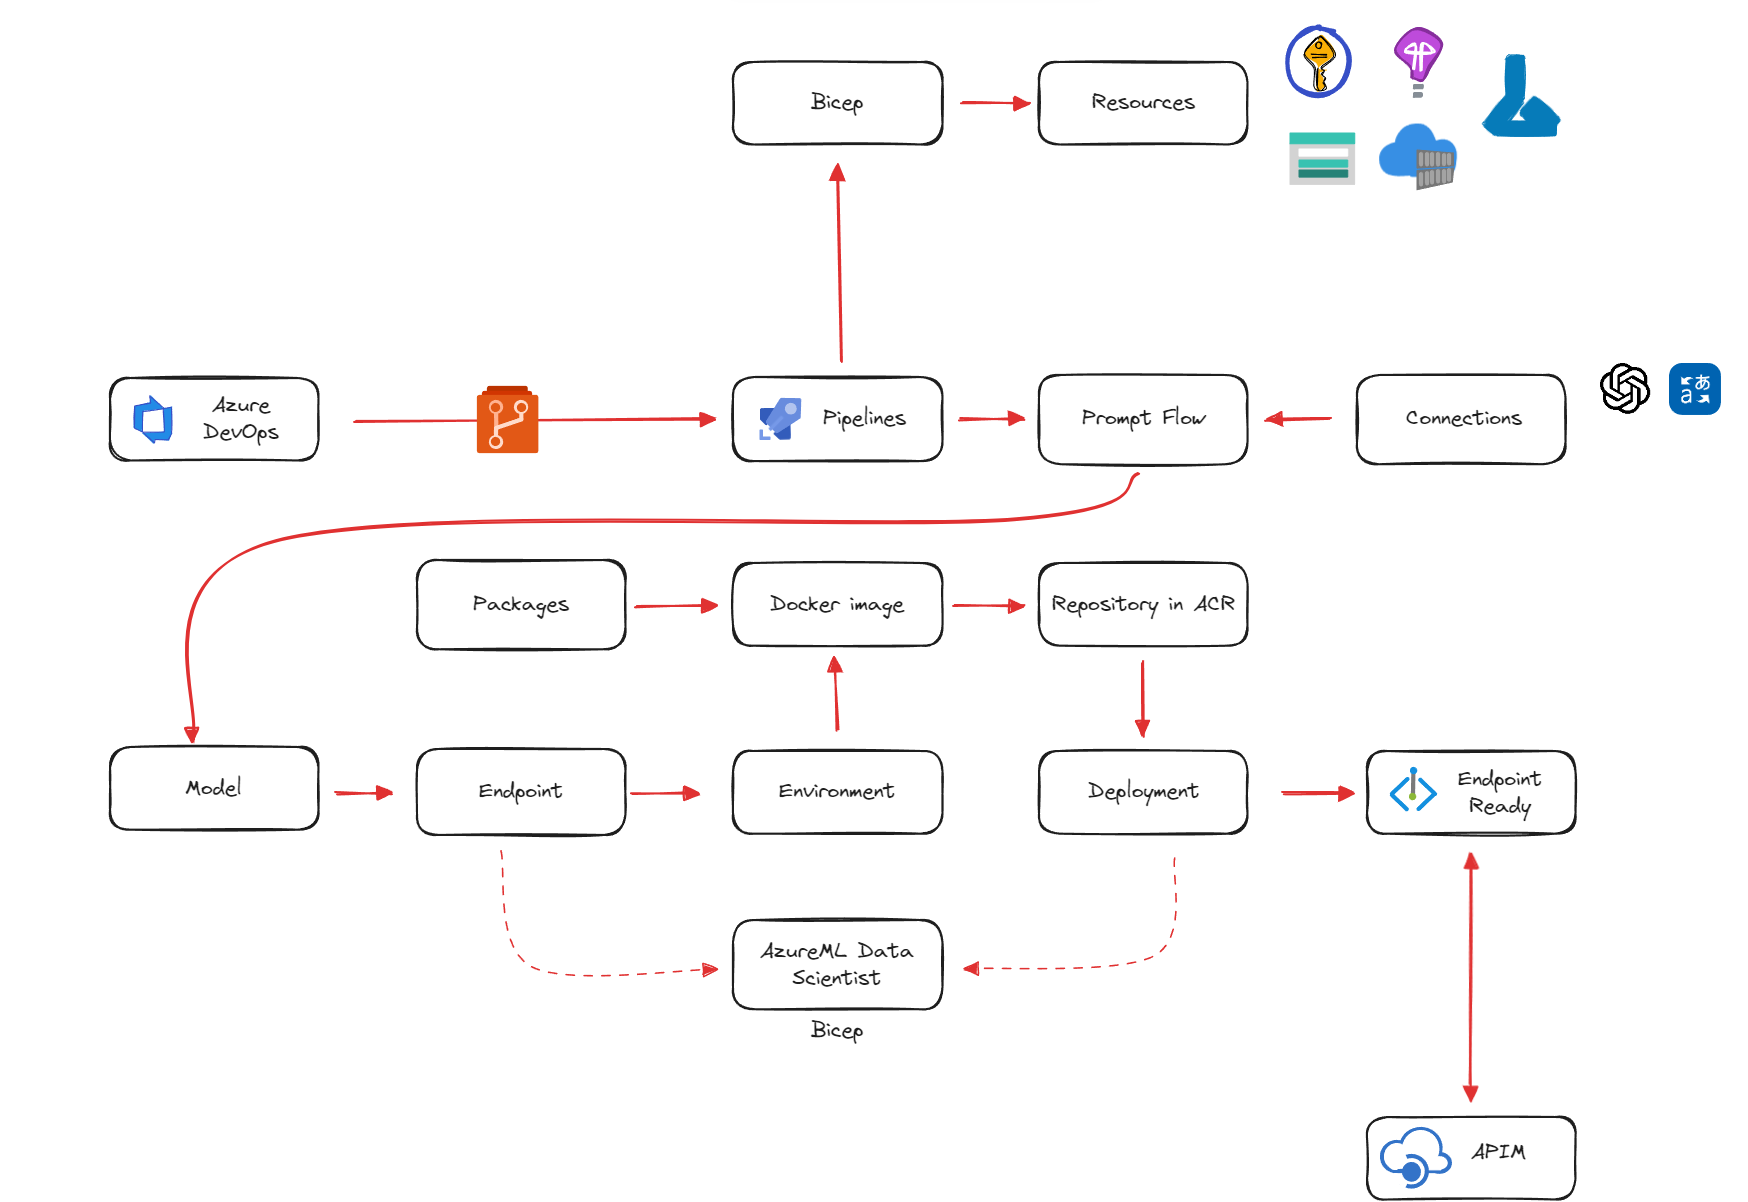 Bicep
Resources
Azure
DevOps
Pipelines
Prompt Flow
Connections
あ
a
Packages
Docker image
Repository in ACR
Model
Endpoint
Environment
Deployment
Endpoint
Ready
AzureML Data
Scientist
Bicep
APIM